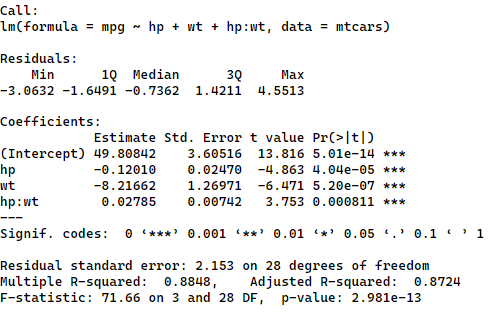 Call:
lm(formula = mpg ~ hp + wt + hp:wt, data = mtcars)

Residuals:
    Min      1Q  Median      3Q     Max
-3.0632 -1.6491 -0.7362  1.4211  4.5513

Coefficients:
            Estimate Std. Error t value Pr(>|t|)
(Intercept) 49.80842    3.60516  13.816 5.01e-14 ***
hp          -0.12010    0.02470  -4.863 4.04e-05 ***
wt          -8.21662    1.26971  -6.471 5.20e-07 ***
hp:wt        0.02785    0.00742   3.753 0.000811 ***
---
Signif. codes:  0 ‘***’ 0.001 ‘**’ 0.01 ‘*’ 0.05 ‘.’ 0.1 ‘ ’ 1

Residual standard error: 2.153 on 28 degrees of freedom
Multiple R-squared:  0.8848,    Adjusted R-squared:  0.8724
F-statistic: 71.66 on 3 and 28 DF,  p-value: 2.981e-13